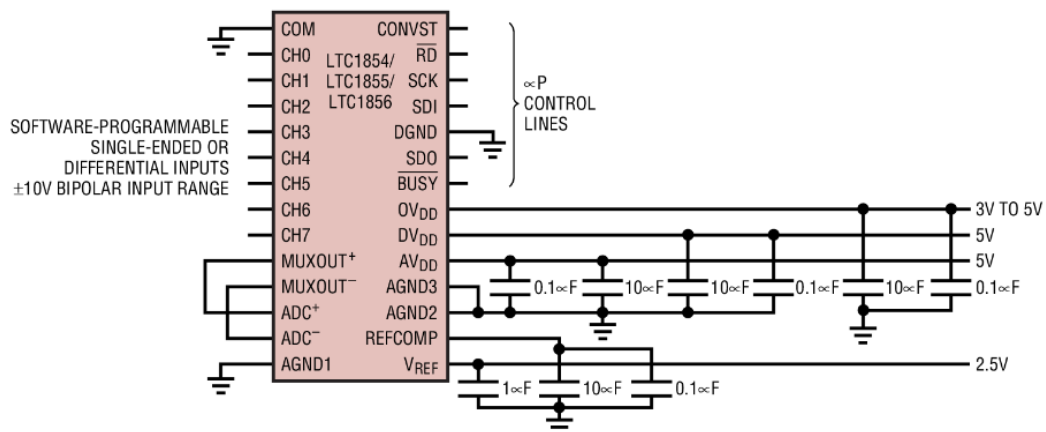 COM
CH0
CH1
CH2
CH3
CH4
CH5
CH6
CH7
MUXOUT+
MUXOUT−
ADC+
ADC−
AGND1
LTC1854/
LTC1855/
LTC1856
CONVST
RD
SCK
SDI
DGND
SDO
BUSY
OVDD
DVDD
AVDD
AGND3
AGND2
REFCOMP
VREF
SOFTWARE-PROGRAMMABLE
SINGLE-ENDED OR
DIFFERENTIAL INPUTS
±10V BIPOLAR INPUT RANGE
∝P
CONTROL
LINES
3V TO 5V
5V
5V
0.1∝F
10∝F
10∝F
0.1∝F
10∝F
0.1∝F
2.5V
1∝F
10∝F
0.1∝F